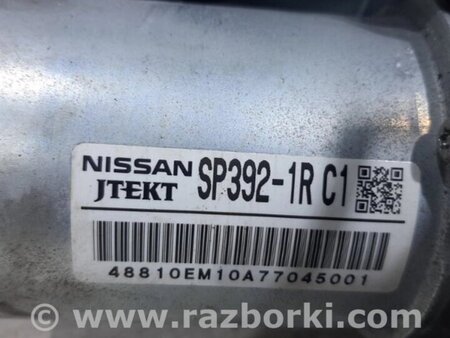 NISSAN SP392-1R C1
JTEKT
48810EM10A77045001
© www.razborki.com